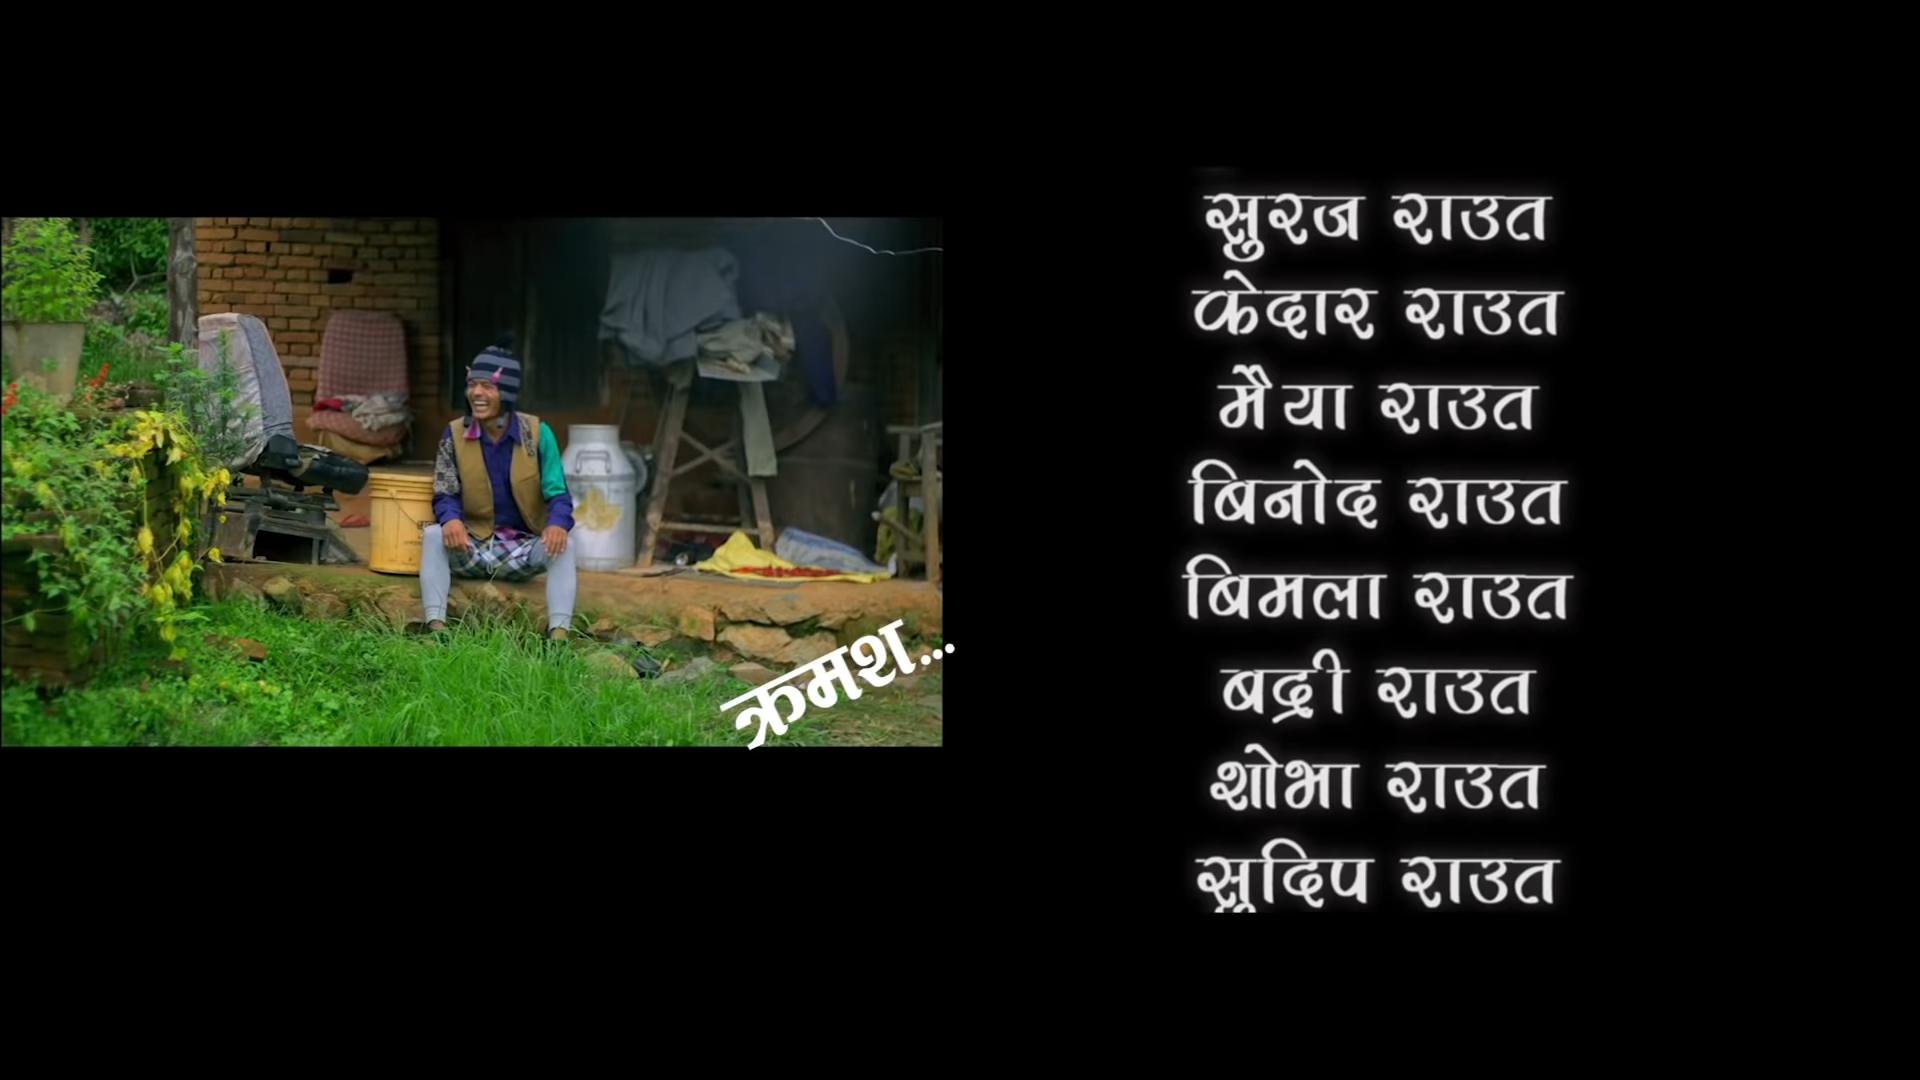 क्रमश...
सुरज राउत
केदार राउत
मैया राउत
बिनोद राउत
बिमला राउत
बद्री राउत
शोभा राउत
सुदिप राउत